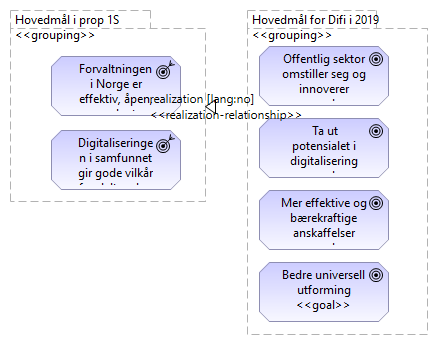 Hovedmål i prop 1S
<<grouping>>
Forvaltningen
i Norge er
effektiv, åpen
Digitaliseringe
n i samfunnet
gir gode vilkår
realization [lang:no]
<<realization-relationship>>
Hovedmål for Difi i 2019
<<grouping>>
Offentlig sektor
omstiller seg og
innoverer
Ta ut
potensialet i
digitalisering
Mer effektive og
bærekraftige
anskaffelser
Bedre universell
utforming
<<goal>>